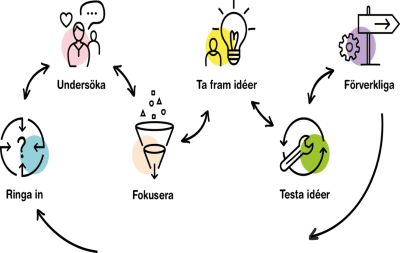 Undersöka
Ta fram idéer
Förverkliga
Ringa in
?
Fokusera
Testa idéer